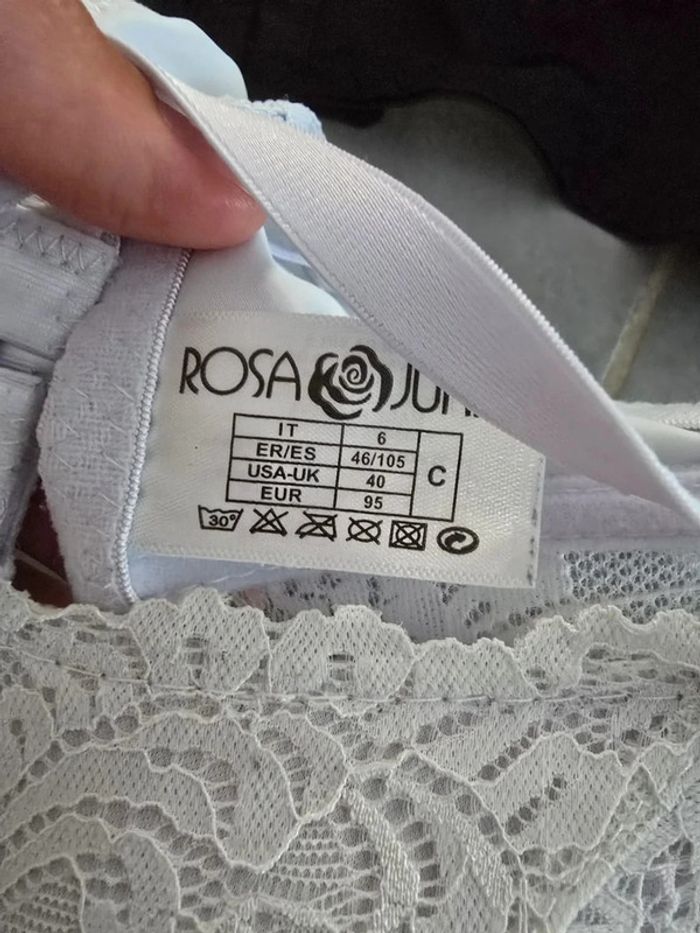 ROSA
IT 6
ER/ES 46/105 C
USA-UK 40
EUR 95
30°